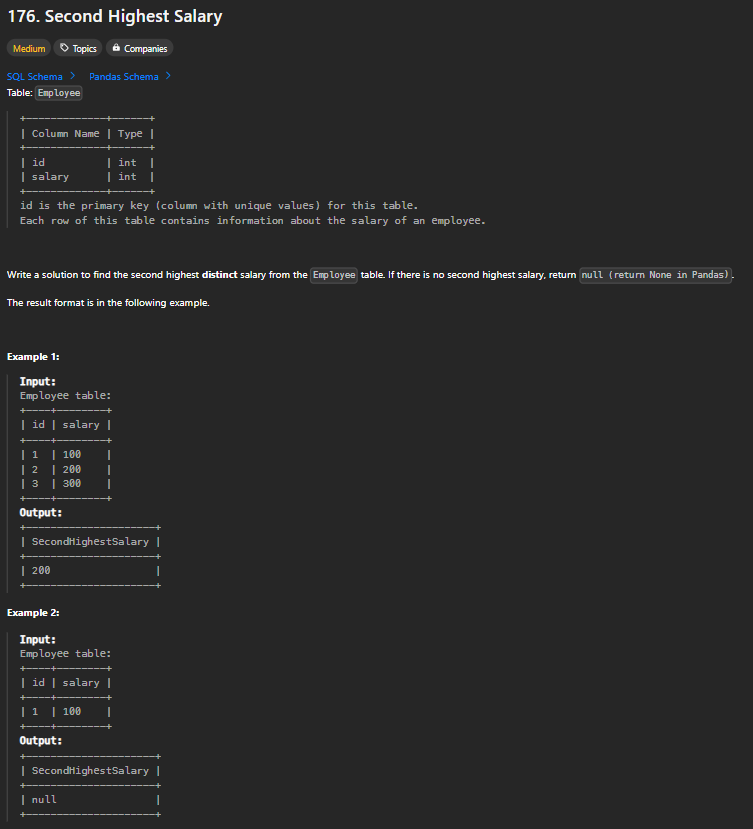 176. Second Highest Salary
Medium Topics Companies
SQL Schema > Pandas Schema >
Table: Employee
+-------------+------+
| Column Name | Type |
+-------------+------+
| id          | int  |
| salary      | int  |
+-------------+------+
id is the primary key (column with unique values) for this table.
Each row of this table contains information about the salary of an employee.
Write a solution to find the second highest distinct salary from the Employee table. If there is no second highest salary, return null (return None in Pandas).
The result format is in the following example.
Example 1:
Input:
Employee table:
+----+--------+
| id | salary |
+----+--------+
| 1  | 100    |
| 2  | 200    |
| 3  | 300    |
+----+--------+
Output:
+---------------------+
| SecondHighestSalary |
+---------------------+
| 200                 |
+---------------------+
Example 2:
Input:
Employee table:
+----+--------+
| id | salary |
+----+--------+
| 1  | 100    |
+----+--------+
Output:
+---------------------+
| SecondHighestSalary |
+---------------------+
| null                |
+---------------------+